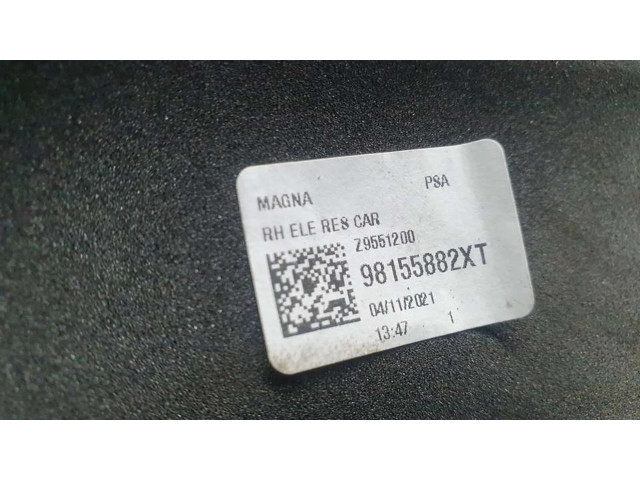 MAGNA PSA
RH ELE RES CAR
Z9551200
98155882XT
04/11/2021
13:47 1